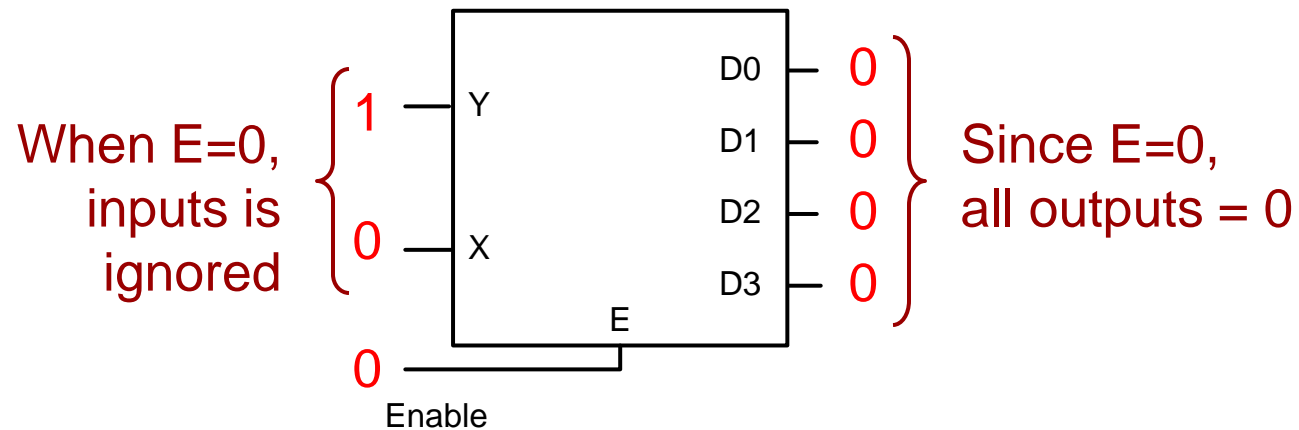 When E=0,
inputs is
ignored
1
0
0
Enable
Y
X
E
D0
D1
D2
D3
0
0
0
0
Since E=0,
all outputs = 0